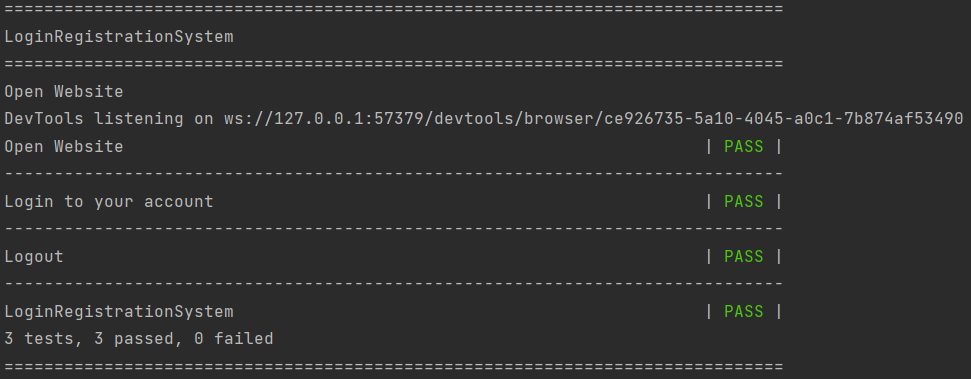 ==============================================================================
LoginRegistrationSystem
==============================================================================
Open Website
DevTools listening on ws://127.0.0.1:57379/devtools/browser/ce926735-5a10-4045-a0c1-7b874af53490
Open Website                                                          | PASS |
------------------------------------------------------------------------------
Login to your account                                                 | PASS |
------------------------------------------------------------------------------
Logout                                                                | PASS |
------------------------------------------------------------------------------
LoginRegistrationSystem                                               | PASS |
3 tests, 3 passed, 0 failed
==============================================================================